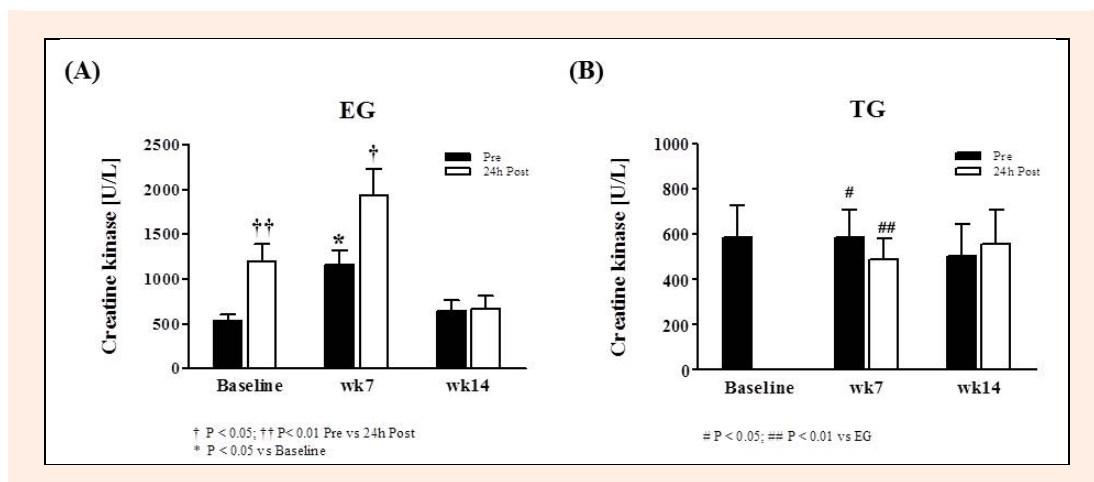 (A)
EG
Creatine kinase [U/L]
2500
2000
1500
1000
500
0
Pre
24h Post
††
*
†
Baseline
wk7
wk14
† P < 0.05; †† P< 0.01 Pre vs 24h Post
* P < 0.05 vs Baseline
(B)
TG
Creatine kinase [U/L]
1000
800
600
400
200
0
Pre
24h Post
#
##
Baseline
wk7
wk14
# P < 0.05; ## P < 0.01 vs EG